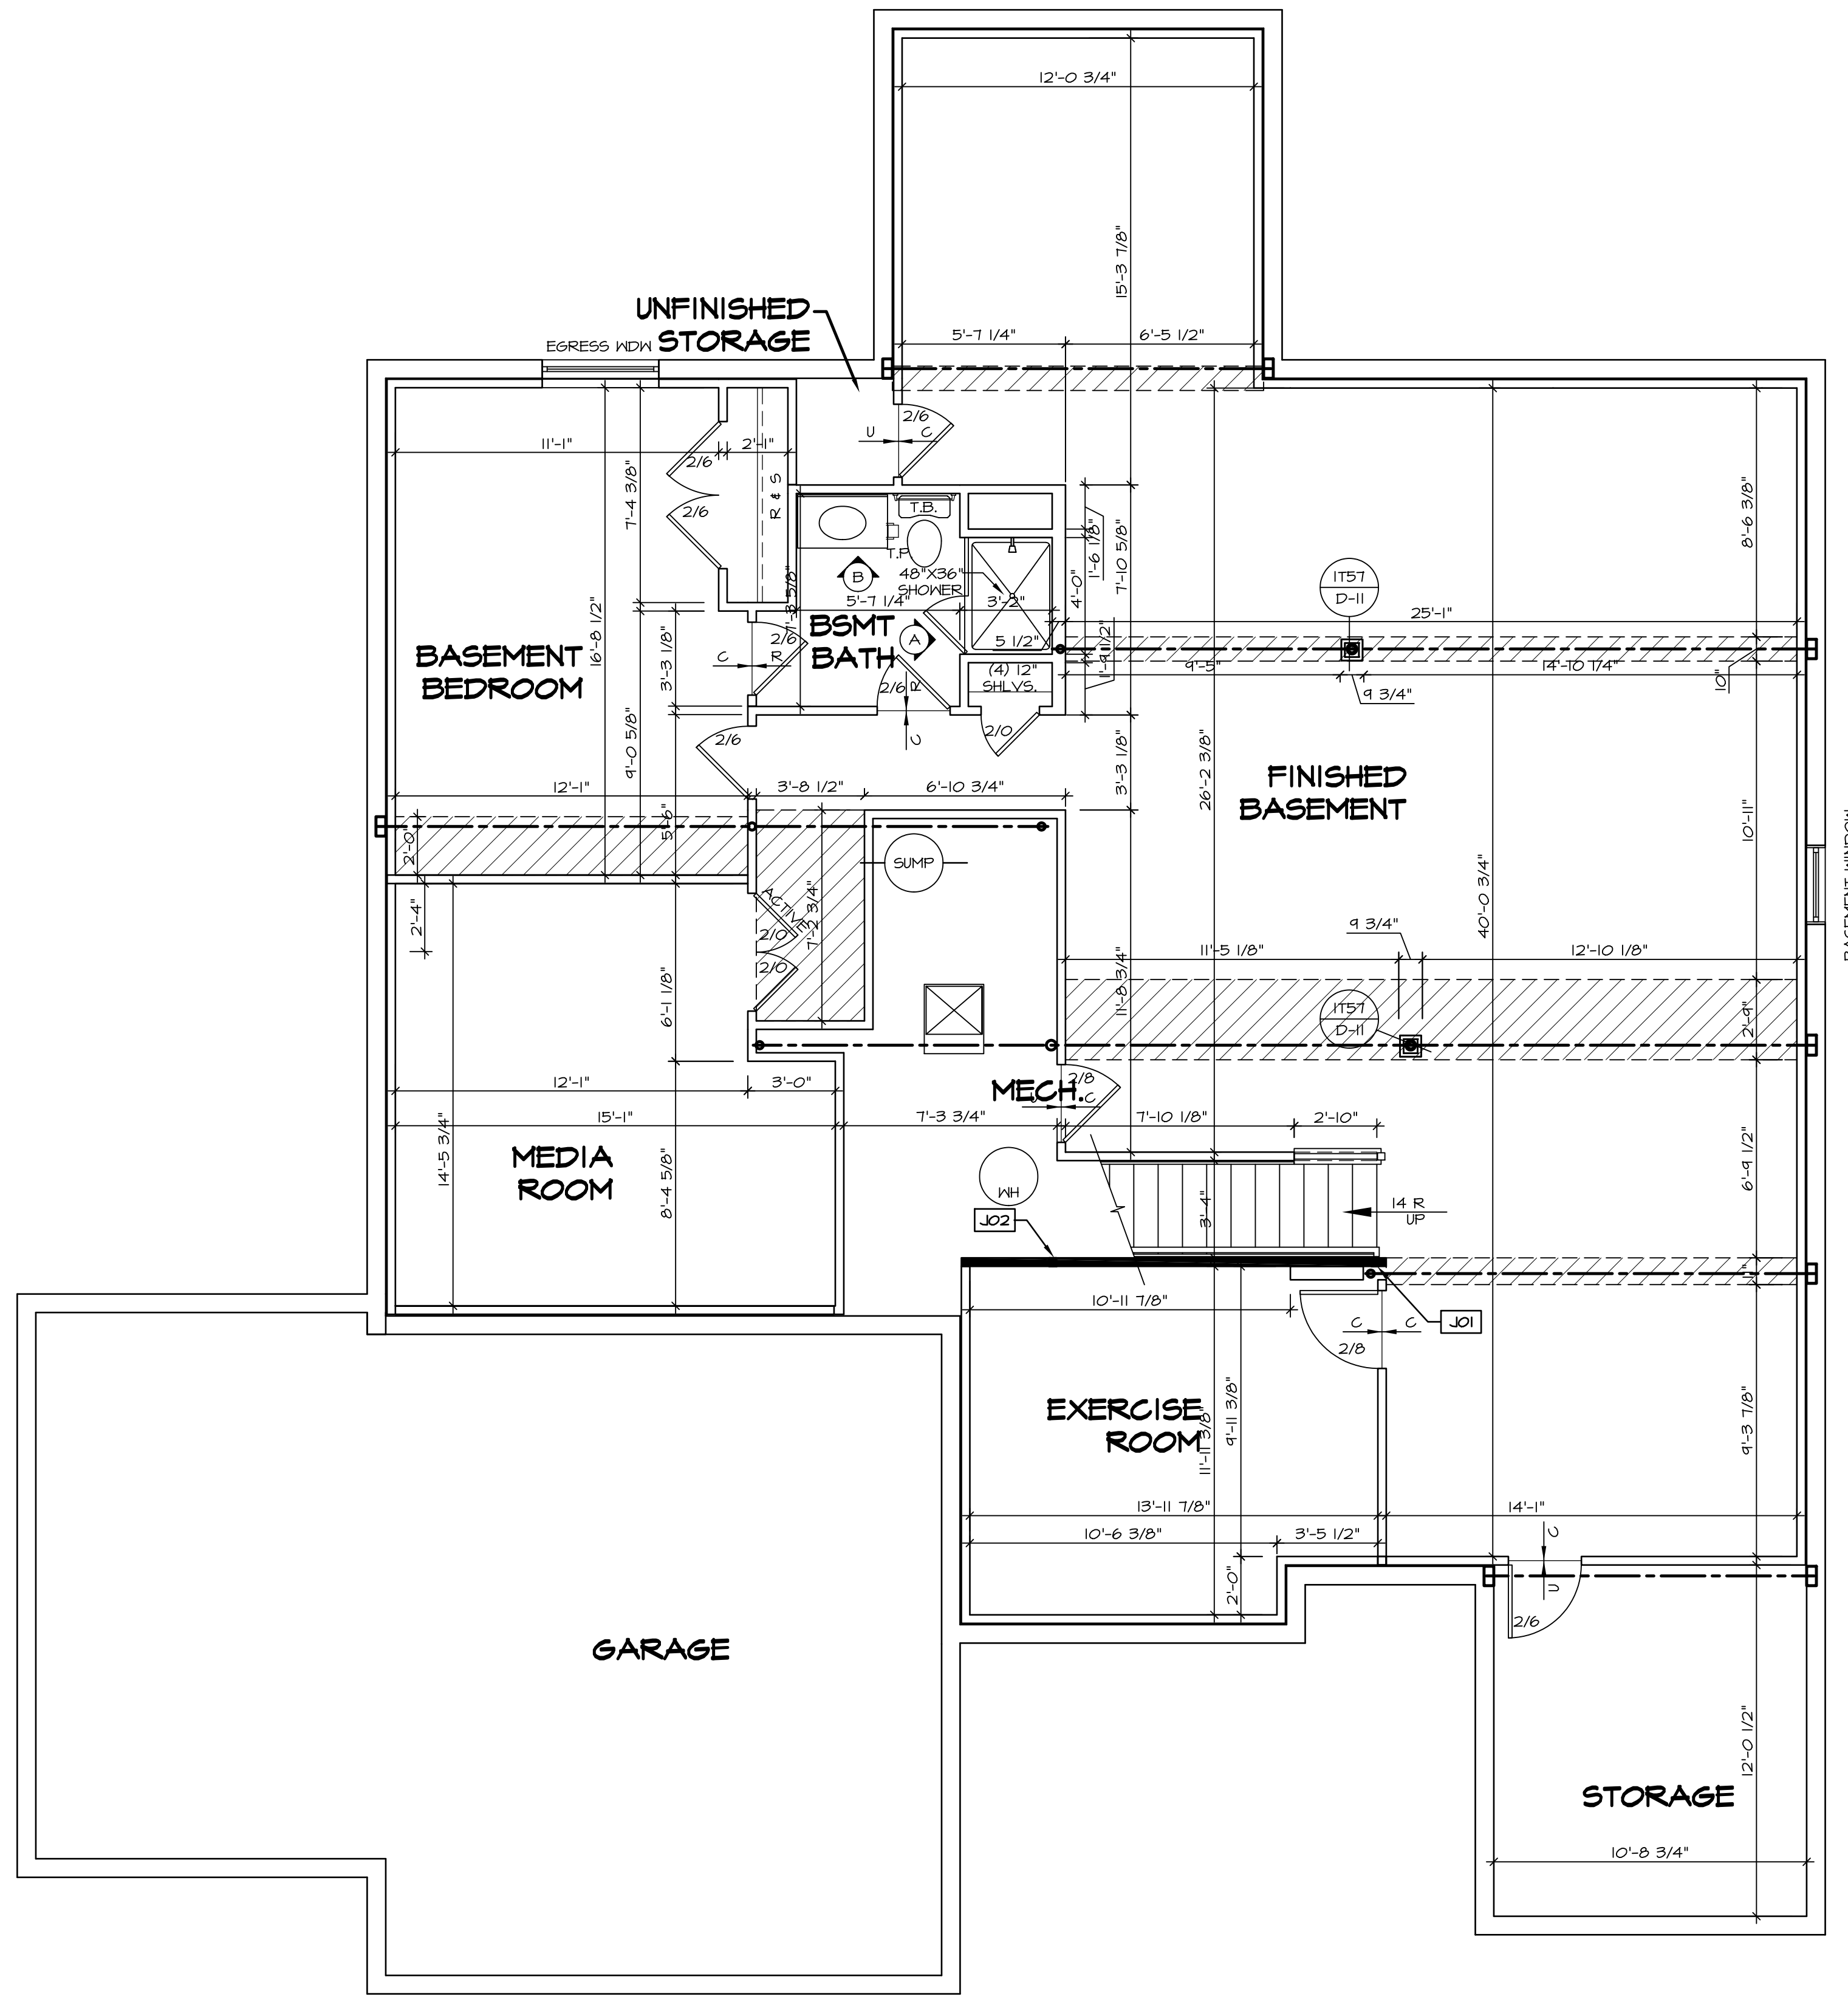 12'-0 3/4"
15'-3 7/8"
UNFINISHED
STORAGE
EGRESS WDW
5'-7 1/4"
6'-5 1/2"
2/6
U
C
11'-1"
2'-1"
2/6
2/6
R & S
7'-4 3/8"
16'-8 1/2"
T.B.
T.P.
B
48"X36"
SHOWER
5'-7 1/4"
3'-2"
7'-3 5/8"
4'-0"
1'-6 1/8"
7'-10 5/8"
8'-6 3/8"
IT57
D-11
25'-1"
BSMT
BATH
A
5 1/2"
1'-9 1/2"
BASEMENT
BEDROOM
2/6
C
R
3'-3 1/8"
9'-5"
14'-10 1/4"
9 3/4"
10"
(4) 12"
SHLVS.
2/6
R
C
2/0
2/6
9'-0 5/8"
3'-3 1/8"
26'-2 3/8"
FINISHED
BASEMENT
12'-1"
3'-8 1/2"
6'-10 3/4"
5'-6"
2'-0"
10'-11"
BASEMENT WINDOW
SUMP
2'-4"
ACTIVE
2/0
2/0
7'-2 3/4"
40'-0 3/4"
9 3/4"
11'-5 1/8"
12'-10 1/8"
11'-8 3/4"
6'-1 1/8"
IT57
D-11
2'-9"
12'-1"
3'-0"
MECH.
2/8
C
15'-1"
7'-3 3/4"
7'-10 1/8"
2'-10"
14'-5 3/4"
MEDIA
ROOM
8'-4 5/8"
6'-9 1/2"
WH
J02
3'-4"
14 R
UP
11"
10'-11 7/8"
J01
C
C
2/8
EXERCISE
ROOM
11'-11 3/8"
9'-11 3/8"
9'-3 7/8"
13'-11 7/8"
14'-1"
10'-6 3/8"
3'-5 1/2"
C
U
2'-0"
2/6
GARAGE
12'-0 1/2"
STORAGE
10'-8 3/4"